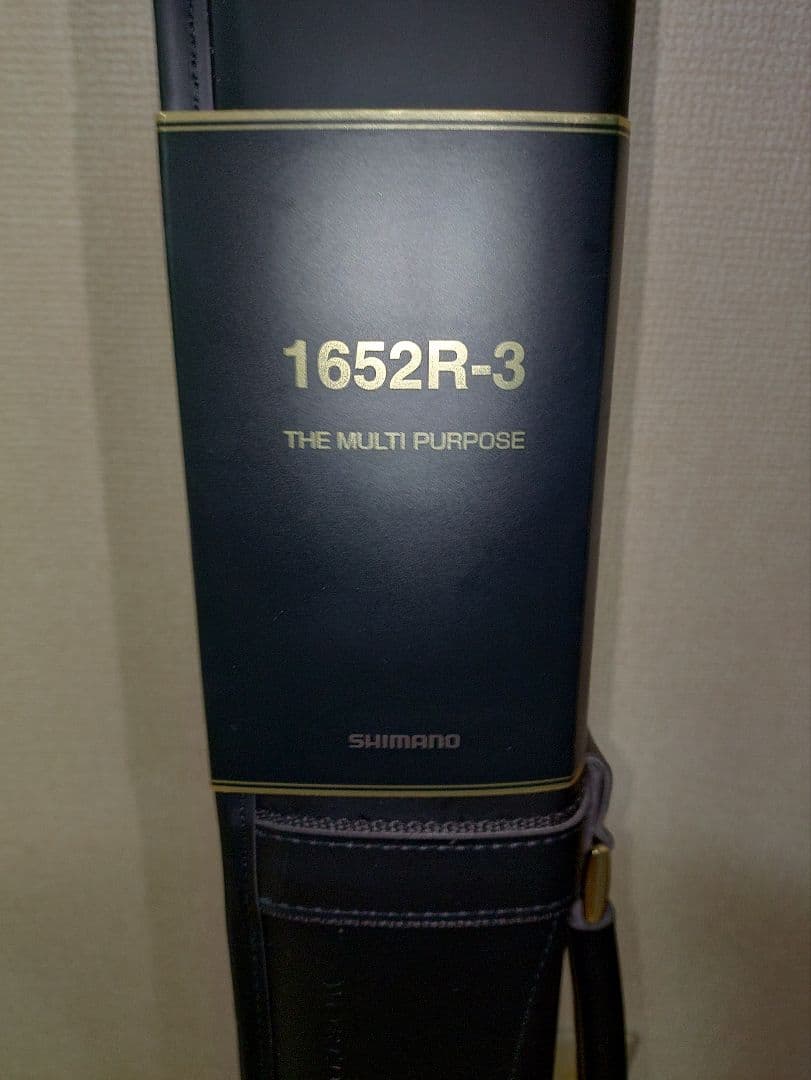 1652R-3
THE MULTI PURPOSE
SHIMANO